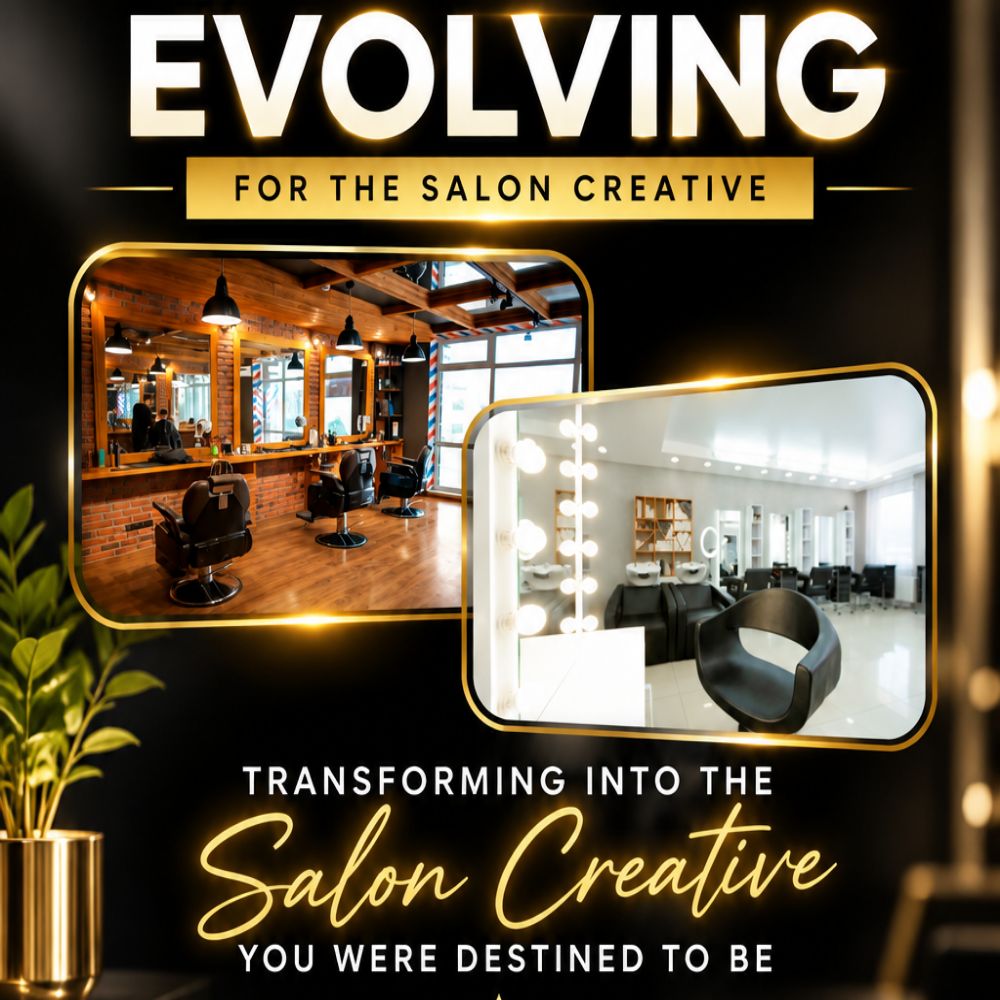 EVOLVING
FOR THE SALON CREATIVE
TRANSFORMING INTO THE
Salon Creative
YOU WERE DESTINED TO BE